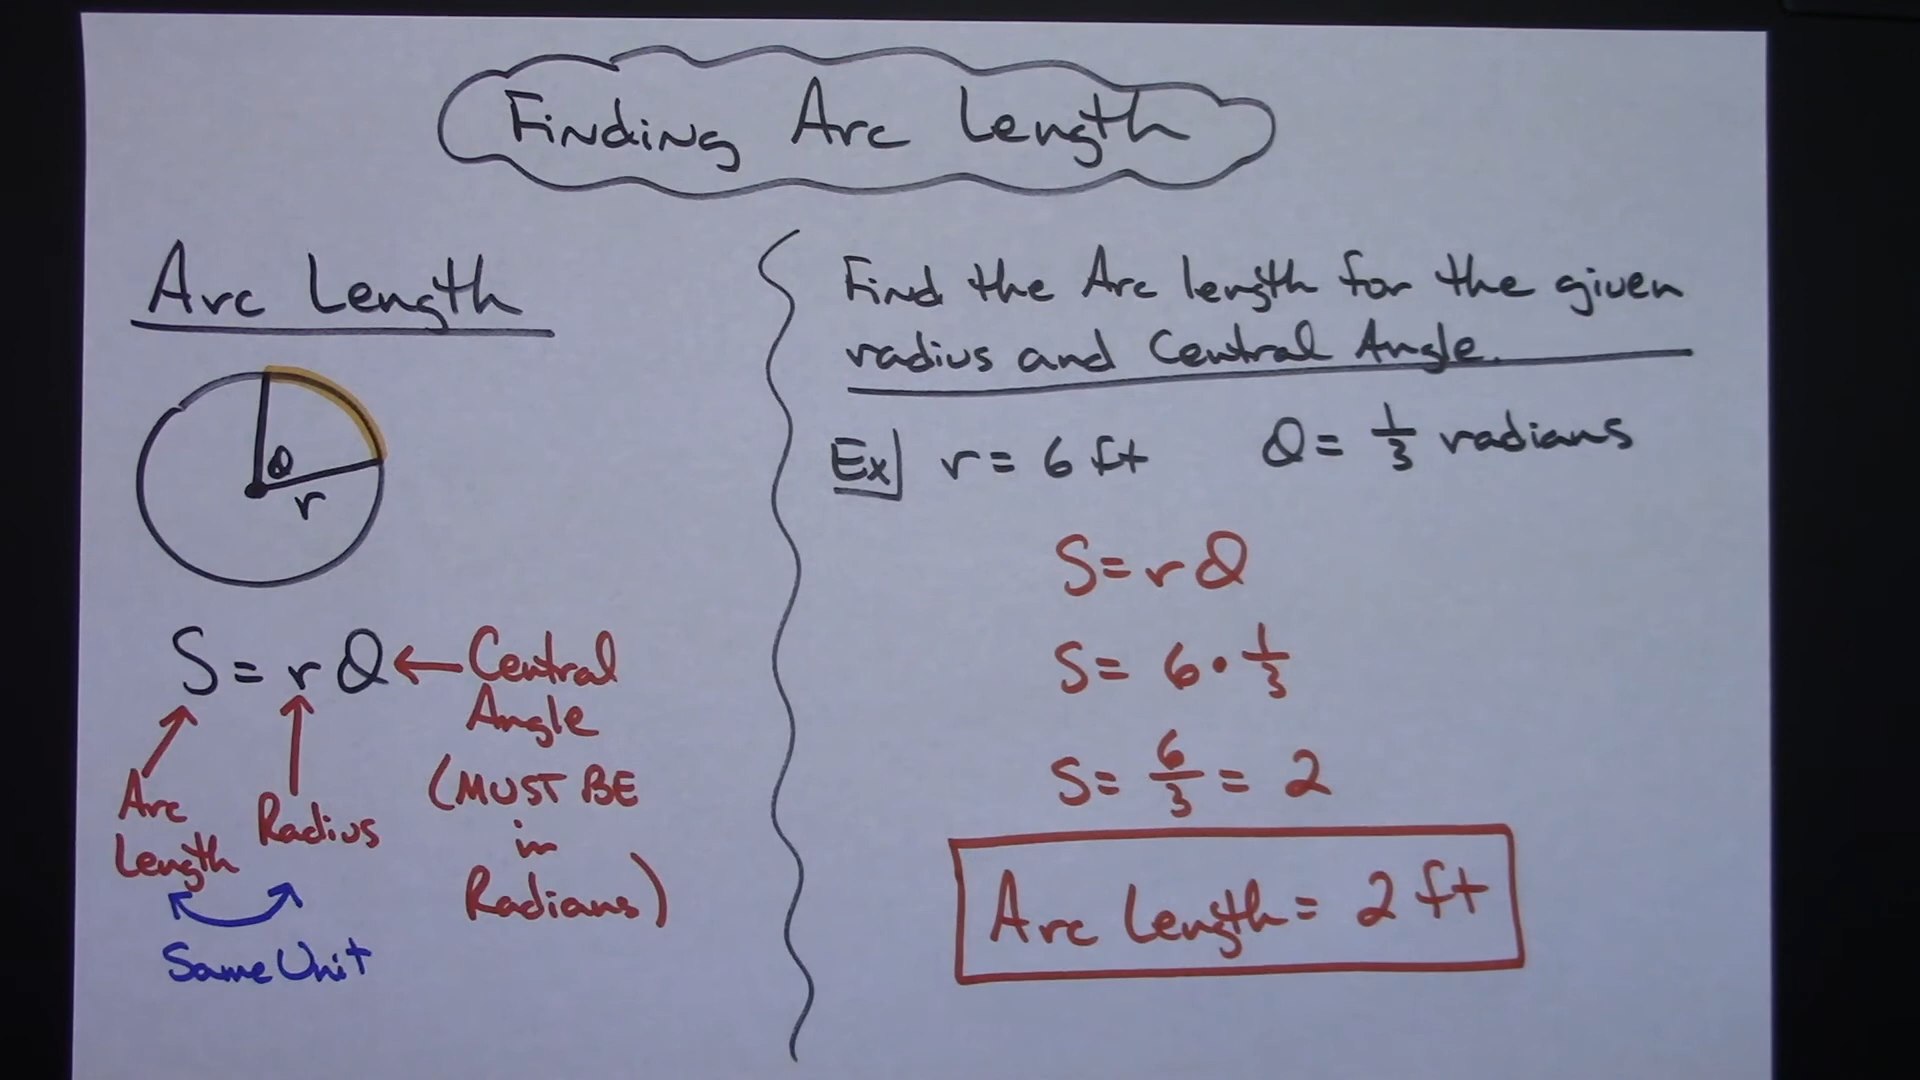 Finding Arc Length
Arc Length
θ
r
S = r θ ← Central
Angle
(MUST BE
in
Radians)
Arc
Length
Radius
Same Unit
Find the Arc length for the given
radius and Central Angle.
Ex r = 6 ft θ = 1/3 radians
S = r θ
S = 6 · 1/3
S = 6/3 = 2
Arc Length = 2 ft